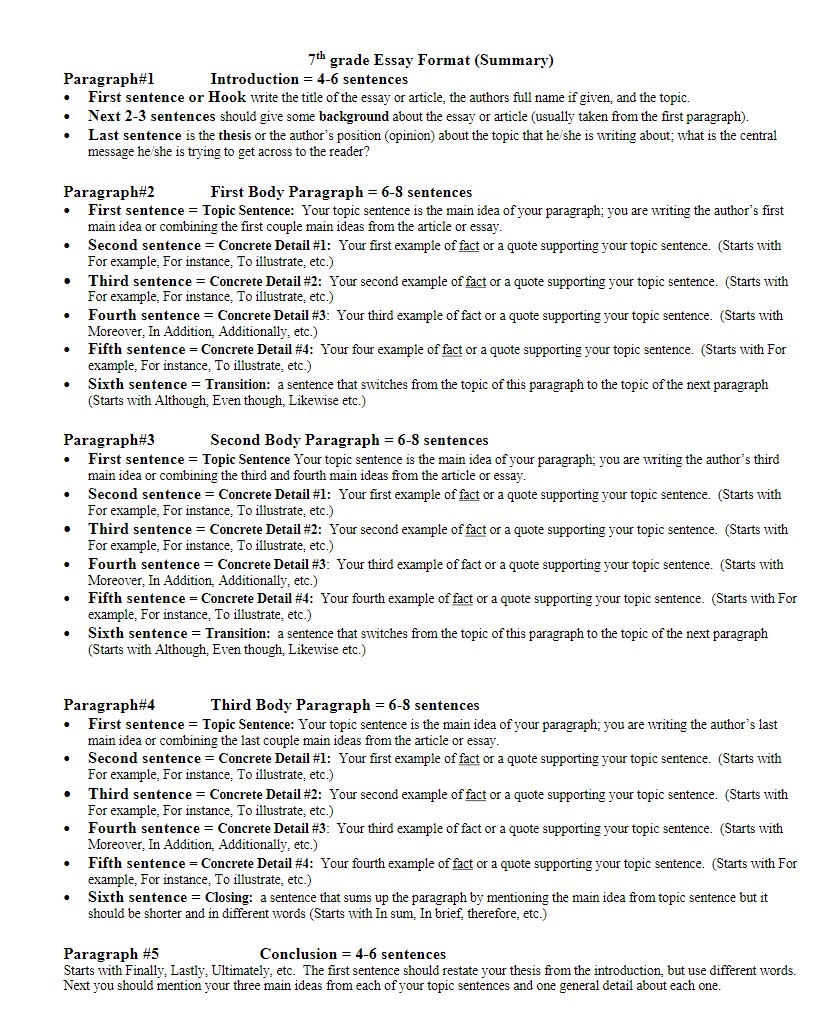 7th grade Essay Format (Summary)
Paragraph#1 Introduction = 4-6 sentences
• First sentence or Hook write the title of the essay or article, the authors full name if given, and the topic.
• Next 2-3 sentences should give some background about the essay or article (usually taken from the first paragraph).
• Last sentence is the thesis or the author's position (opinion) about the topic that he/she is writing about; what is the central
message he/she is trying to get across to the reader?
Paragraph#2 First Body Paragraph = 6-8 sentences
• First sentence = Topic Sentence: Your topic sentence is the main idea of your paragraph; you are writing the author's first
main idea or combining the first couple main ideas from the article or essay.
• Second sentence = Concrete Detail #1: Your first example of fact or a quote supporting your topic sentence. (Starts with
For example, For instance, To illustrate, etc.)
• Third sentence = Concrete Detail #2: Your second example of fact or a quote supporting your topic sentence. (Starts with
For example, For instance, To illustrate, etc.)
• Fourth sentence = Concrete Detail #3: Your third example of fact or a quote supporting your topic sentence. (Starts with
Moreover, In Addition, Additionally, etc.)
• Fifth sentence = Concrete Detail #4: Your four example of fact or a quote supporting your topic sentence. (Starts with For
example, For instance, To illustrate, etc.)
• Sixth sentence = Transition: a sentence that switches from the topic of this paragraph to the topic of the next paragraph
(Starts with Although, Even though, Likewise etc.)
Paragraph#3 Second Body Paragraph = 6-8 sentences
• First sentence = Topic Sentence Your topic sentence is the main idea of your paragraph; you are writing the author's third
main idea or combining the third and fourth main ideas from the article or essay.
• Second sentence = Concrete Detail #1: Your first example of fact or a quote supporting your topic sentence. (Starts with
For example, For instance, To illustrate, etc.)
• Third sentence = Concrete Detail #2: Your second example of fact or a quote supporting your topic sentence. (Starts with
For example, For instance, To illustrate, etc.)
• Fourth sentence = Concrete Detail #3: Your third example of fact or a quote supporting your topic sentence. (Starts with
Moreover, In Addition, Additionally, etc.)
• Fifth sentence = Concrete Detail #4: Your fourth example of fact or a quote supporting your topic sentence. (Starts with For
example, For instance, To illustrate, etc.)
• Sixth sentence = Transition: a sentence that switches from the topic of this paragraph to the topic of the next paragraph
(Starts with Although, Even though, Likewise etc.)
Paragraph#4 Third Body Paragraph = 6-8 sentences
• First sentence = Topic Sentence: Your topic sentence is the main idea of your paragraph; you are writing the author's last
main idea or combining the last couple main ideas from the article or essay.
• Second sentence = Concrete Detail #1: Your first example of fact or a quote supporting your topic sentence. (Starts with
For example, For instance, To illustrate, etc.)
• Third sentence = Concrete Detail #2: Your second example of fact or a quote supporting your topic sentence. (Starts with
For example, For instance, To illustrate, etc.)
• Fourth sentence = Concrete Detail #3: Your third example of fact or a quote supporting your topic sentence. (Starts with
Moreover, In Addition, Additionally, etc.)
• Fifth sentence = Concrete Detail #4: Your fourth example of fact or a quote supporting your topic sentence. (Starts with For
example, For instance, To illustrate, etc.)
• Sixth sentence = Closing: a sentence that sums up the paragraph by mentioning the main idea from topic sentence but it
should be shorter and in different words (Starts with In sum, In brief, therefore, etc.)
Paragraph #5 Conclusion = 4-6 sentences
Starts with Finally, Lastly, Ultimately, etc. The first sentence should restate your thesis from the introduction, but use different words.
Next you should mention your three main ideas from each of your topic sentences and one general detail about each one.